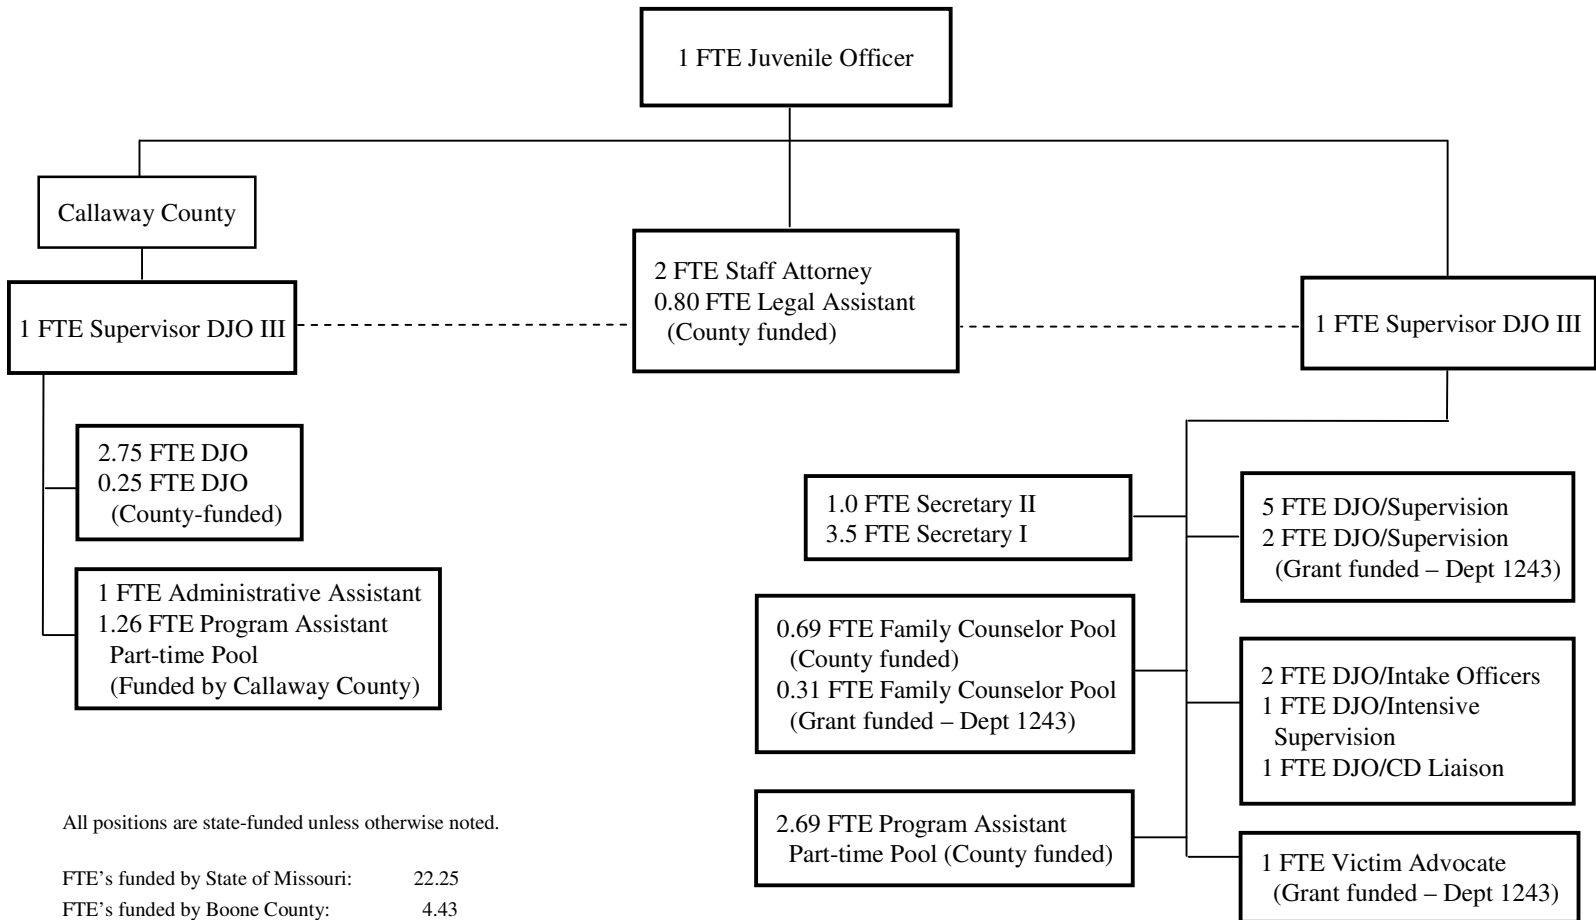 1 FTE Juvenile Officer
Callaway County
1 FTE Supervisor DJO III
2 FTE Staff Attorney
0.80 FTE Legal Assistant
(County funded)
1 FTE Supervisor DJO III
2.75 FTE DJO
0.25 FTE DJO
(County-funded)
1 FTE Administrative Assistant
1.26 FTE Program Assistant
Part-time Pool
(Funded by Callaway County)
1.0 FTE Secretary II
3.5 FTE Secretary I
0.69 FTE Family Counselor Pool
(County funded)
0.31 FTE Family Counselor Pool
(Grant funded – Dept 1243)
2.69 FTE Program Assistant
Part-time Pool (County funded)
5 FTE DJO/Supervision
2 FTE DJO/Supervision
(Grant funded – Dept 1243)
2 FTE DJO/Intake Officers
1 FTE DJO/Intensive
Supervision
1 FTE DJO/CD Liaison
1 FTE Victim Advocate
(Grant funded – Dept 1243)
All positions are state-funded unless otherwise noted.
FTE's funded by State of Missouri: 22.25
FTE's funded by Boone County: 4.43